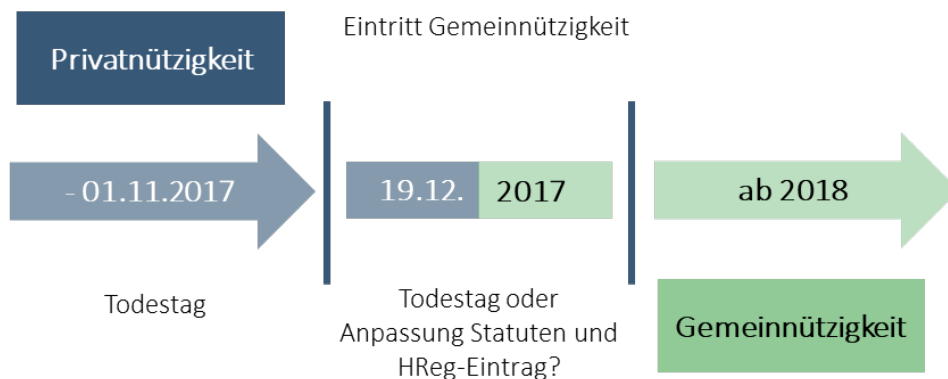 Eintritt Gemeinnützigkeit
Privatnützigkeit
- 01.11.2017
19.12. 2017
ab 2018
Todestag
Todestag oder
Anpassung Statuten und
HReg-Eintrag?
Gemeinnützigkeit